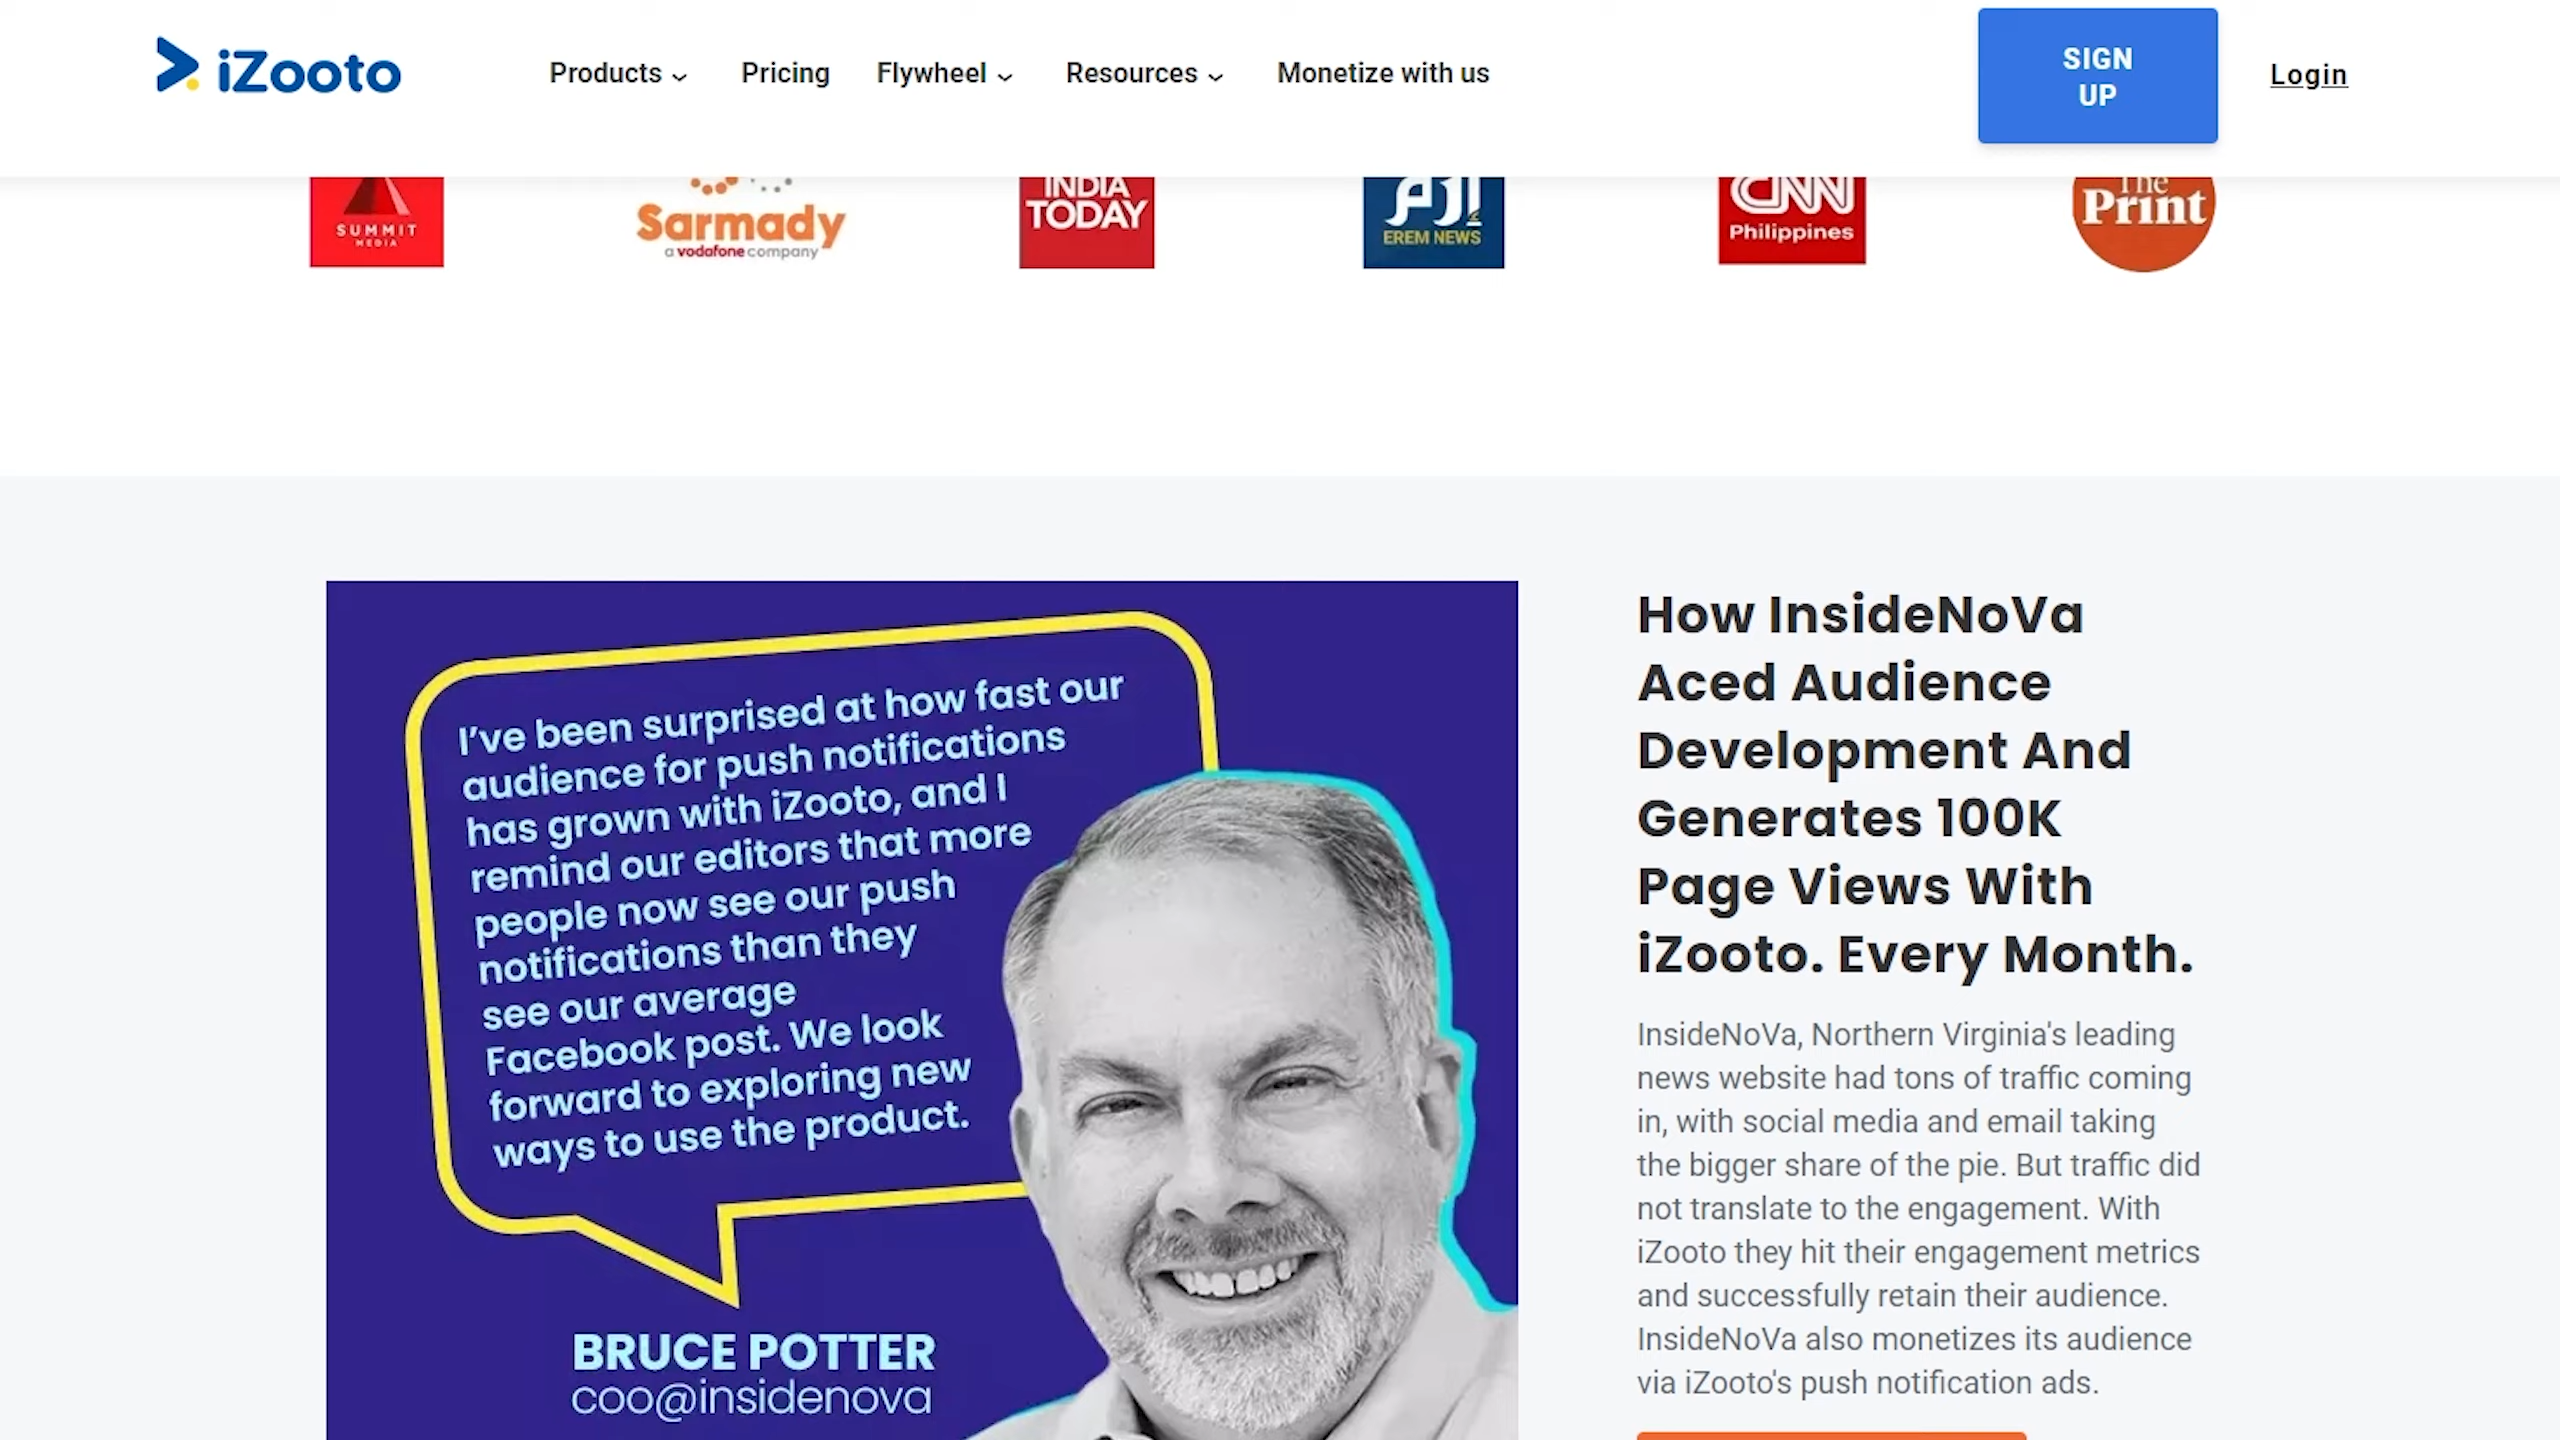 iZooto
Products
Pricing
Flywheel
Resources
Monetize with us
SIGN
UP
Login
SUMMIT
MEDIA
Sarmady
a vodafone company
INDIA
TODAY
إرم
EREM NEWS
CNN
Philippines
The
Print
I've been surprised at how fast our
audience for push notifications
has grown with iZooto, and I
remind our editors that more
people now see our push
notifications than they
see our average
Facebook post. We look
forward to exploring new
ways to use the product.
BRUCE POTTER
coo@insidenova
How InsideNoVa
Aced Audience
Development And
Generates 100K
Page Views With
iZooto. Every Month.
InsideNoVa, Northern Virginia's leading
news website had tons of traffic coming
in, with social media and email taking
the bigger share of the pie. But traffic did
not translate to the engagement. With
iZooto they hit their engagement metrics
and successfully retain their audience.
InsideNoVa also monetizes its audience
via iZooto's push notification ads.